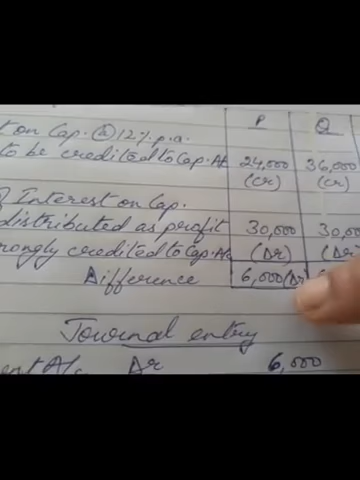 P Q
t on Cap. @ 12% p.a.
to be credited to Cap. A/c 24,000 36,000
(Cr) (Cr)
Interest on Cap.
distributed as profit 30,000 30,00
rongly credited to Cap. A/c (Dr) (Dr
Difference 6,000 (Dr)
Journal entry
ent A/c Dr 6,000